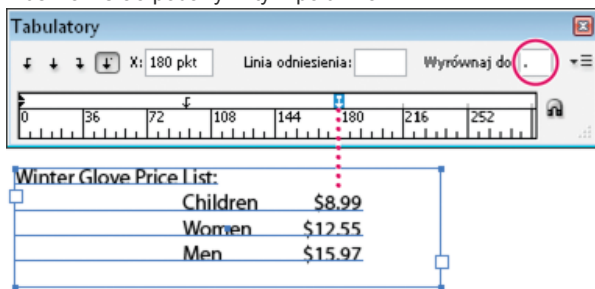 Tabulatory
X: 180 pkt Linia odniesienia: Wyrównaj do: .
0 36 72 108 144 180 216 252
Winter Glove Price List:
Children $8.99
Women $12.55
Men $15.97